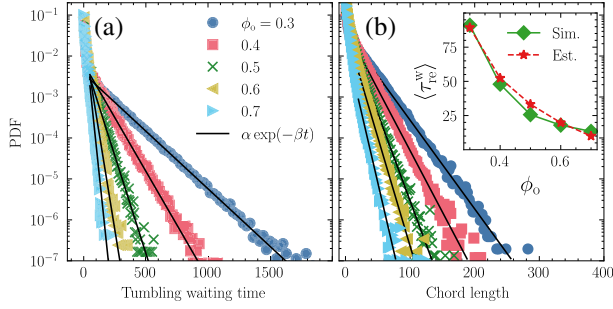 (a)
ϕₒ = 0.3
0.4
0.5
0.6
0.7
α exp(−βt)
PDF
10⁻¹
10⁻²
10⁻³
10⁻⁴
10⁻⁵
10⁻⁶
10⁻⁷
0
500
1000
1500
Tumbling waiting time
(b)
0
100
200
300
400
Chord length
Sim.
Est.
⟨τʷᵣₑ⟩
75
50
25
0.4
0.6
ϕₒ